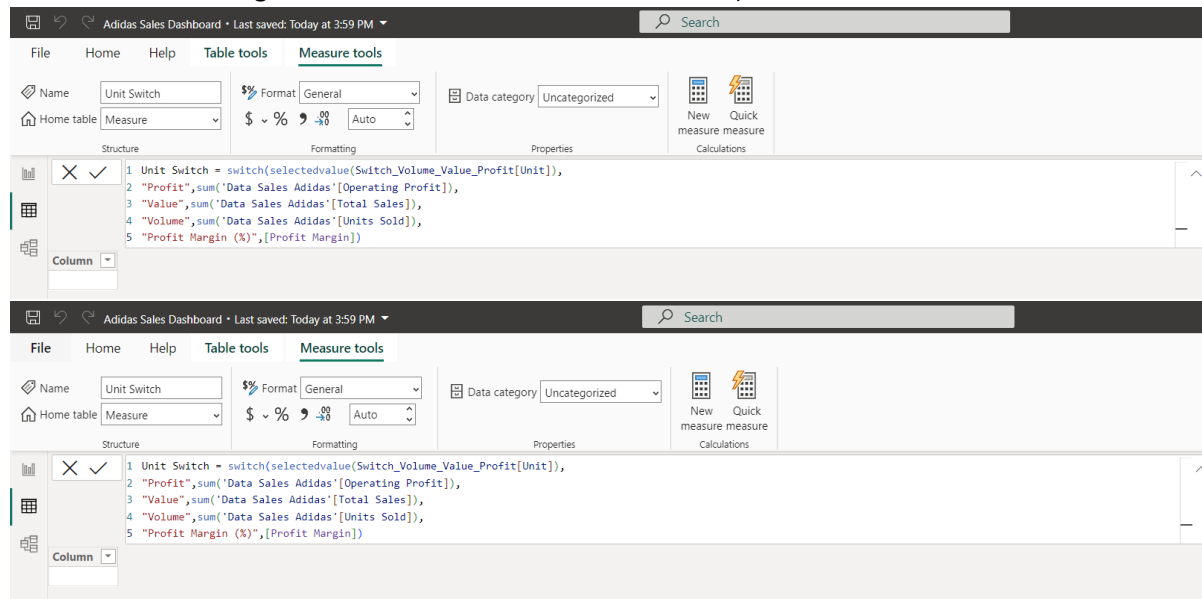 Adidas Sales Dashboard • Last saved: Today at 3:59 PM
Search
File Home Help Table tools Measure tools
Name Unit Switch
$% Format General
Data category Uncategorized
Home table Measure
$ % 9 .00 Auto
New measure
Quick measure
Structure Formatting Properties Calculations
1 Unit Switch = switch(selectedvalue(Switch_Volume_Value_Profit[Unit]),
2 "Profit",sum('Data Sales Adidas'[Operating Profit]),
3 "Value",sum('Data Sales Adidas'[Total Sales]),
4 "Volume",sum('Data Sales Adidas'[Units Sold]),
5 "Profit Margin (%)",[Profit Margin])
Column
Adidas Sales Dashboard • Last saved: Today at 3:59 PM
Search
File Home Help Table tools Measure tools
Name Unit Switch
$% Format General
Data category Uncategorized
Home table Measure
$ % 9 .00 Auto
New measure
Quick measure
Structure Formatting Properties Calculations
1 Unit Switch = switch(selectedvalue(Switch_Volume_Value_Profit[Unit]),
2 "Profit",sum('Data Sales Adidas'[Operating Profit]),
3 "Value",sum('Data Sales Adidas'[Total Sales]),
4 "Volume",sum('Data Sales Adidas'[Units Sold]),
5 "Profit Margin (%)",[Profit Margin])
Column